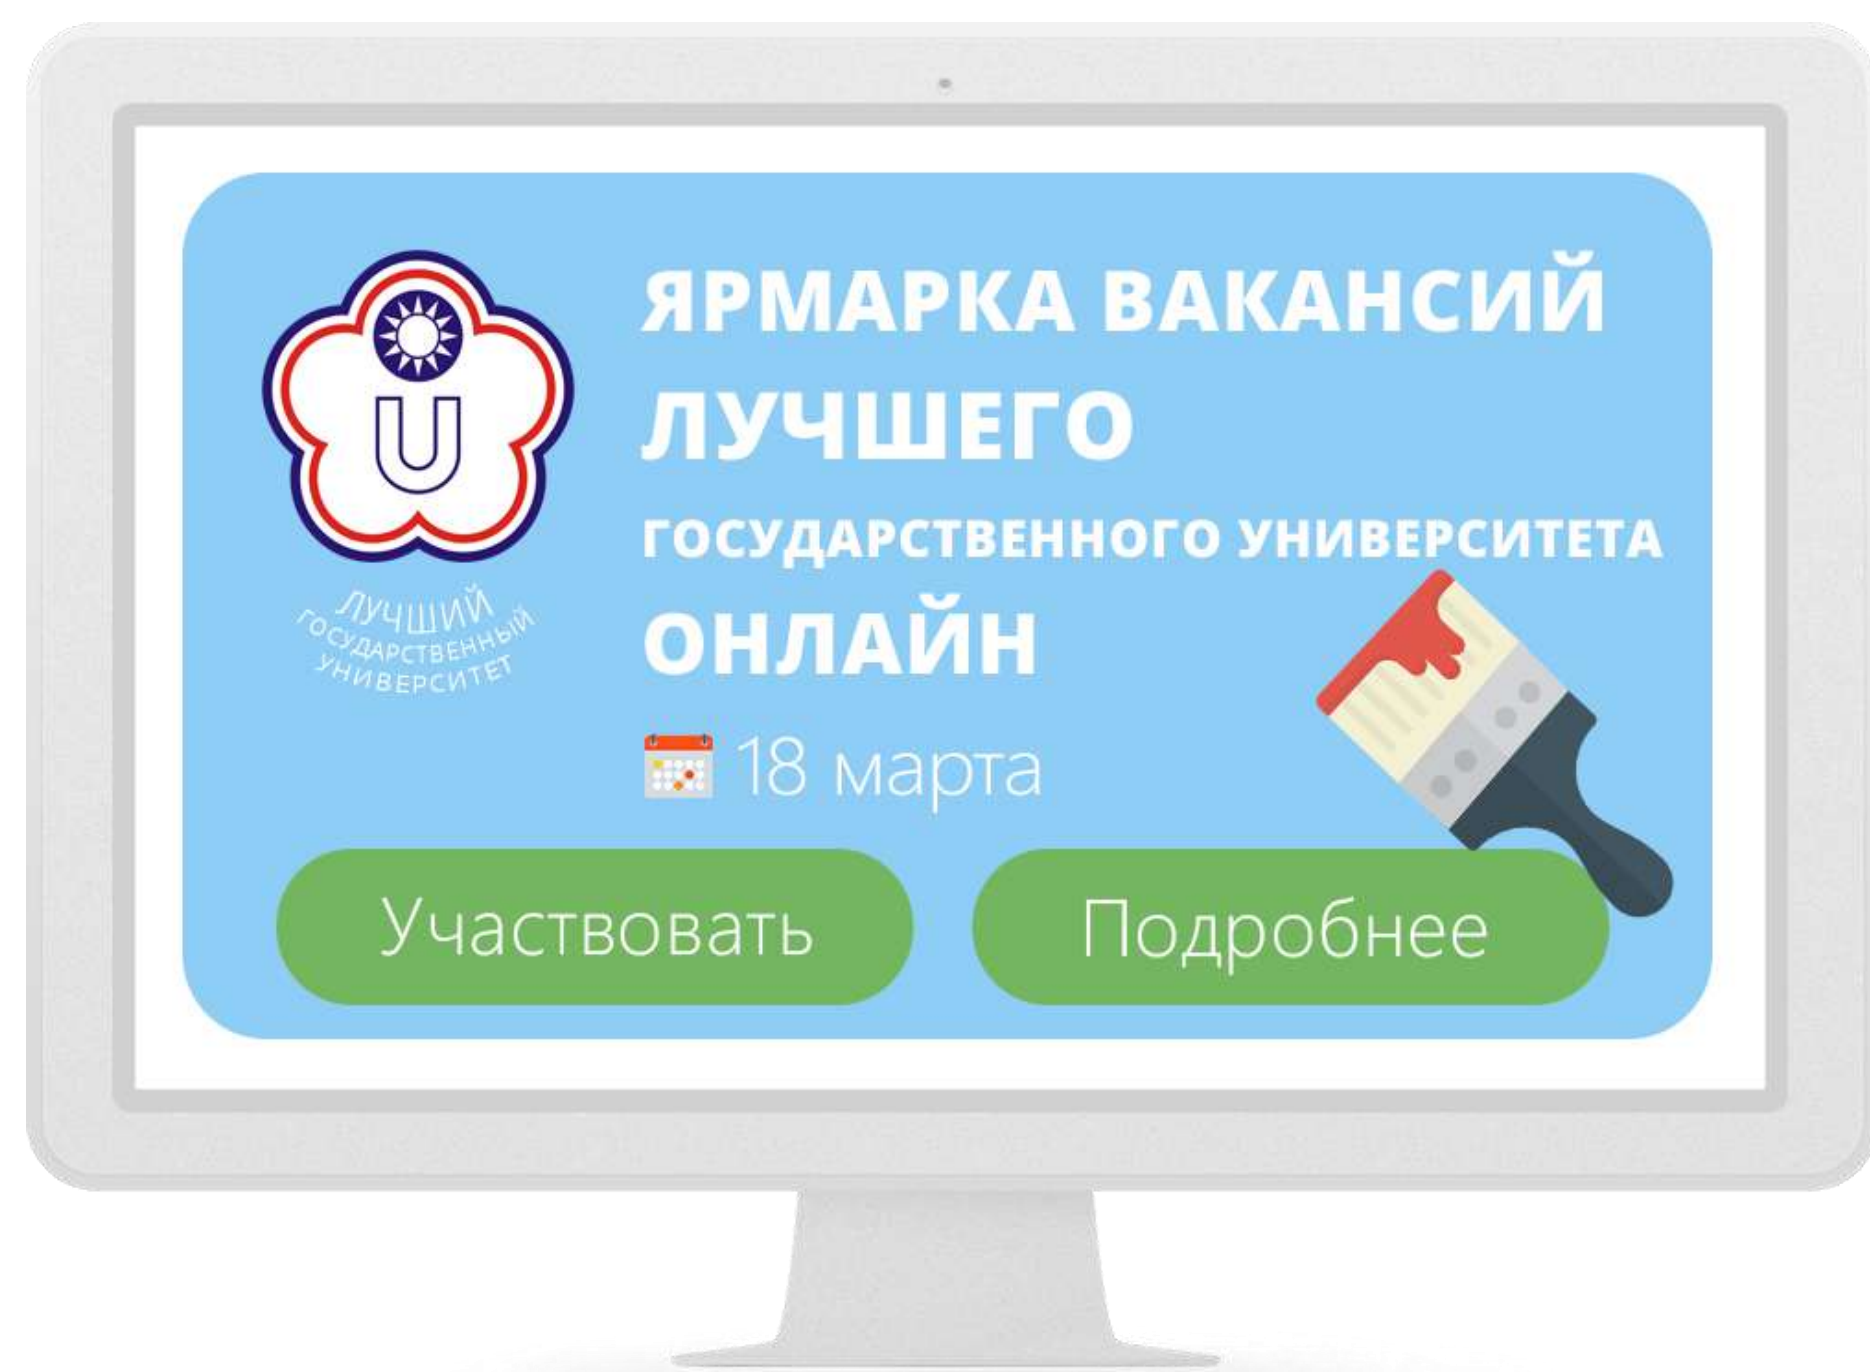 ЯРМАРКА ВАКАНСИЙ
ЛУЧШЕГО
ГОСУДАРСТВЕННОГО УНИВЕРСИТЕТА
ОНЛАЙН
18 марта
U
ЛУЧШИЙ
ГОСУДАРСТВЕННЫЙ
УНИВЕРСИТЕТ
Участвовать
Подробнее